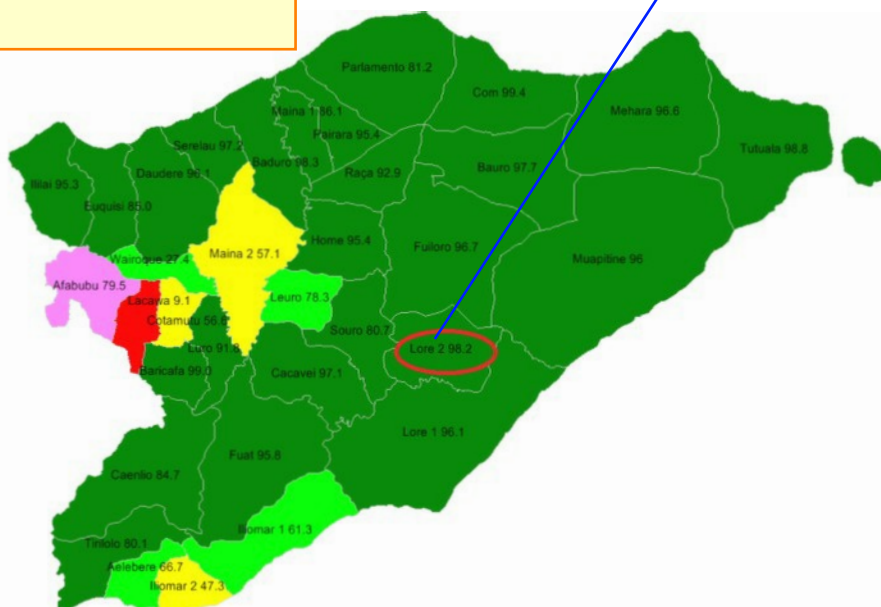 Parlamento 81.2
Com 99.4
Mehara 96.6
Maina 1 86.1
Pairara 95.4
Serelau 97.2
Baduro 98.3
Tutuala 98.8
Daudere 96.1
Raça 92.9
Bauro 97.7
Ililai 95.3
Euquisi 85.0
Home 95.4
Fuiloro 96.7
Maina 2 57.1
Wairoque 27.4
Muapitine 96
Afabubu 79.5
Lacawa 9.1
Leuro 78.3
Cotamutu 56.6
Souro 80.7
Luro 91.8
Lore 2 98.2
Baricafa 99.0
Cacavei 97.1
Lore 1 96.1
Fuat 95.8
Caenlio 84.7
Iliomar 1 61.3
Tirilolo 80.1
Aelebere 66.7
Iliomar 2 47.3